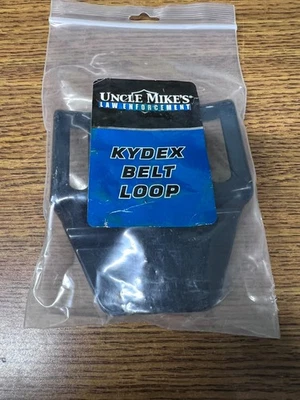 UNCLE MIKE'S
LAW ENFORCEMENT
KYDEX
BELT
LOOP